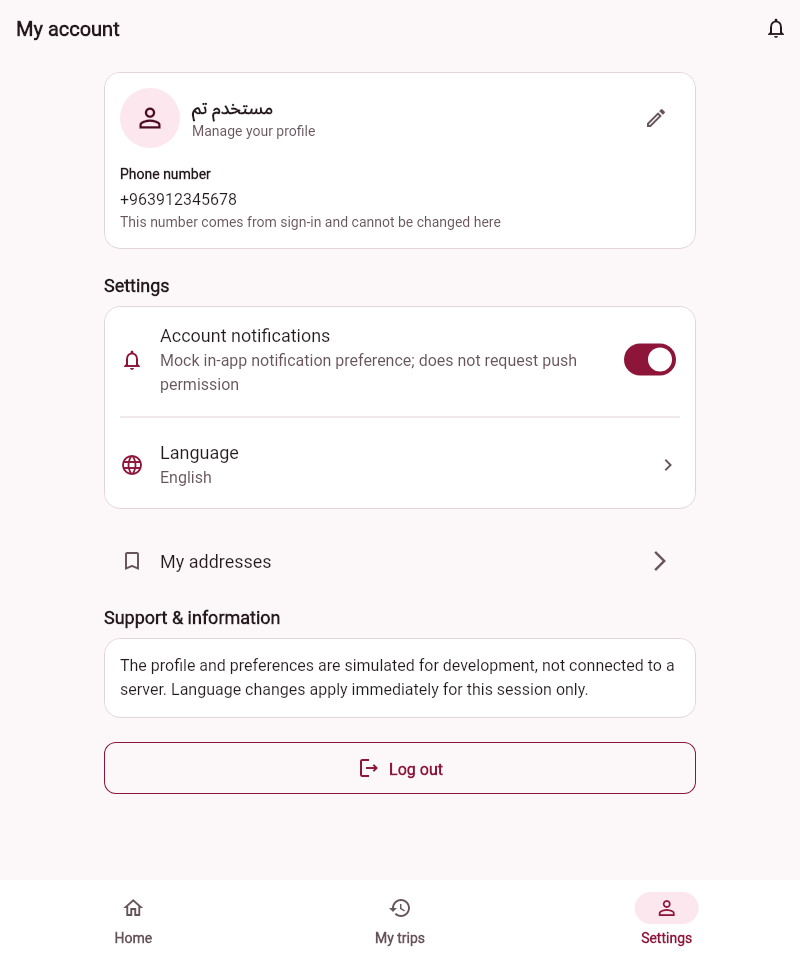 My account
مستخدم تم
Manage your profile
Phone number
+963912345678
This number comes from sign-in and cannot be changed here
Settings
Account notifications
Mock in-app notification preference; does not request push
permission
Language
English
My addresses
Support & information
The profile and preferences are simulated for development, not connected to a
server. Language changes apply immediately for this session only.
Log out
Home
My trips
Settings